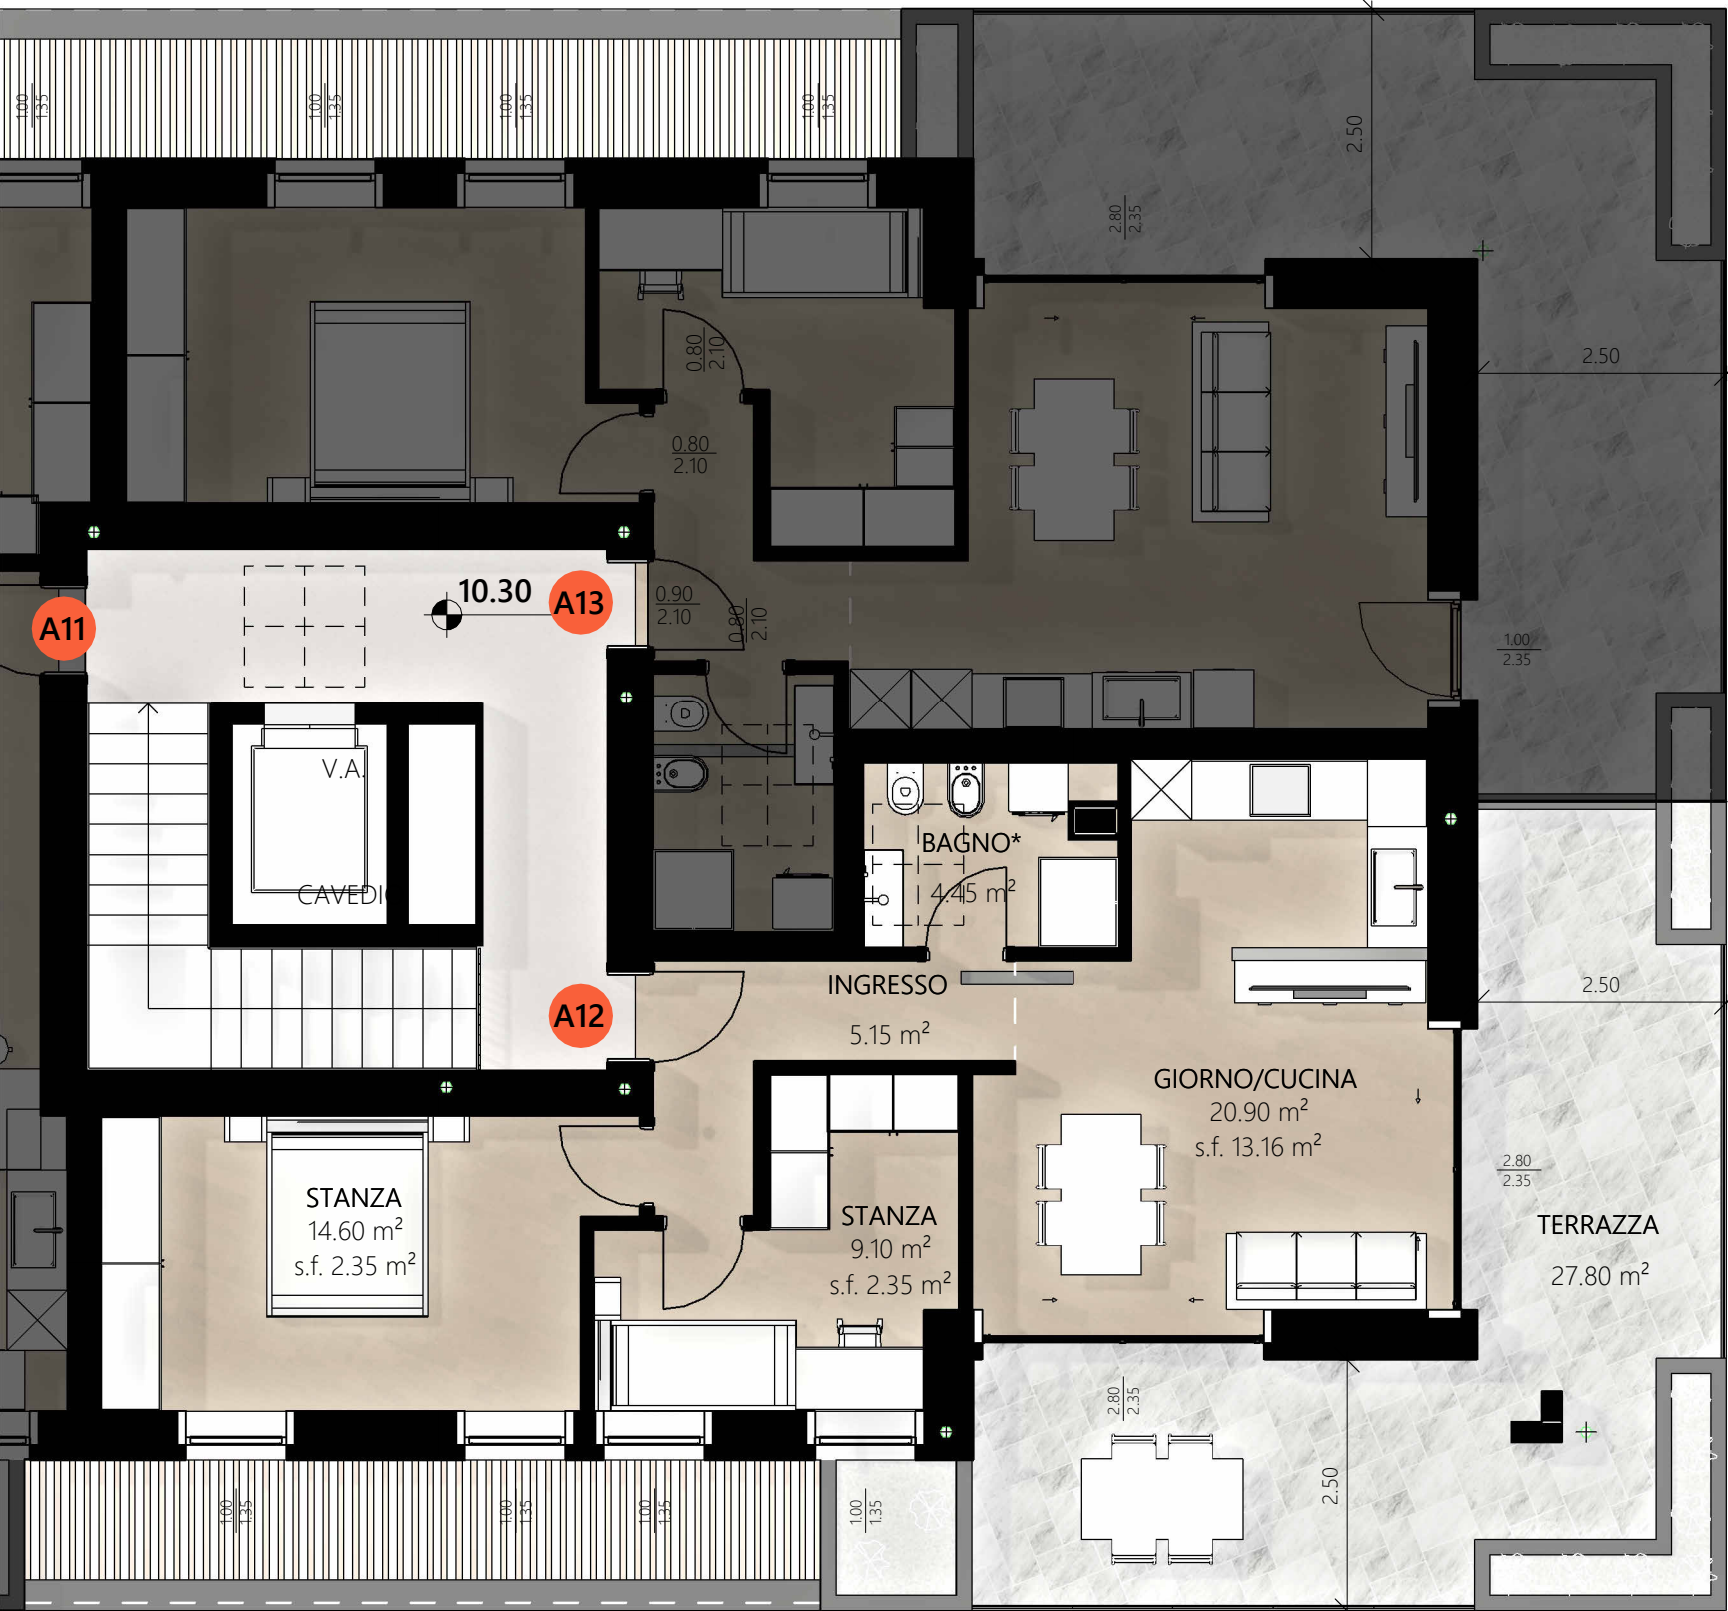 1.00
1.35
1.00
1.35
1.00
1.35
1.00
1.35
2.50
2.80
2.35
2.50
0.80
2.10
0.80
2.10
10.30
A13
A11
0.90
2.10
0.80
2.10
1.00
2.35
V.A.
CAVEDI
BAGNO*
4.45 m²
INGRESSO
5.15 m²
2.50
A12
GIORNO/CUCINA
20.90 m²
s.f. 13.16 m²
2.80
2.35
STANZA
14.60 m²
s.f. 2.35 m²
STANZA
9.10 m²
s.f. 2.35 m²
TERRAZZA
27.80 m²
2.80
2.35
2.50
1.00
1.35
1.00
1.35
1.00
1.35
1.00
1.35